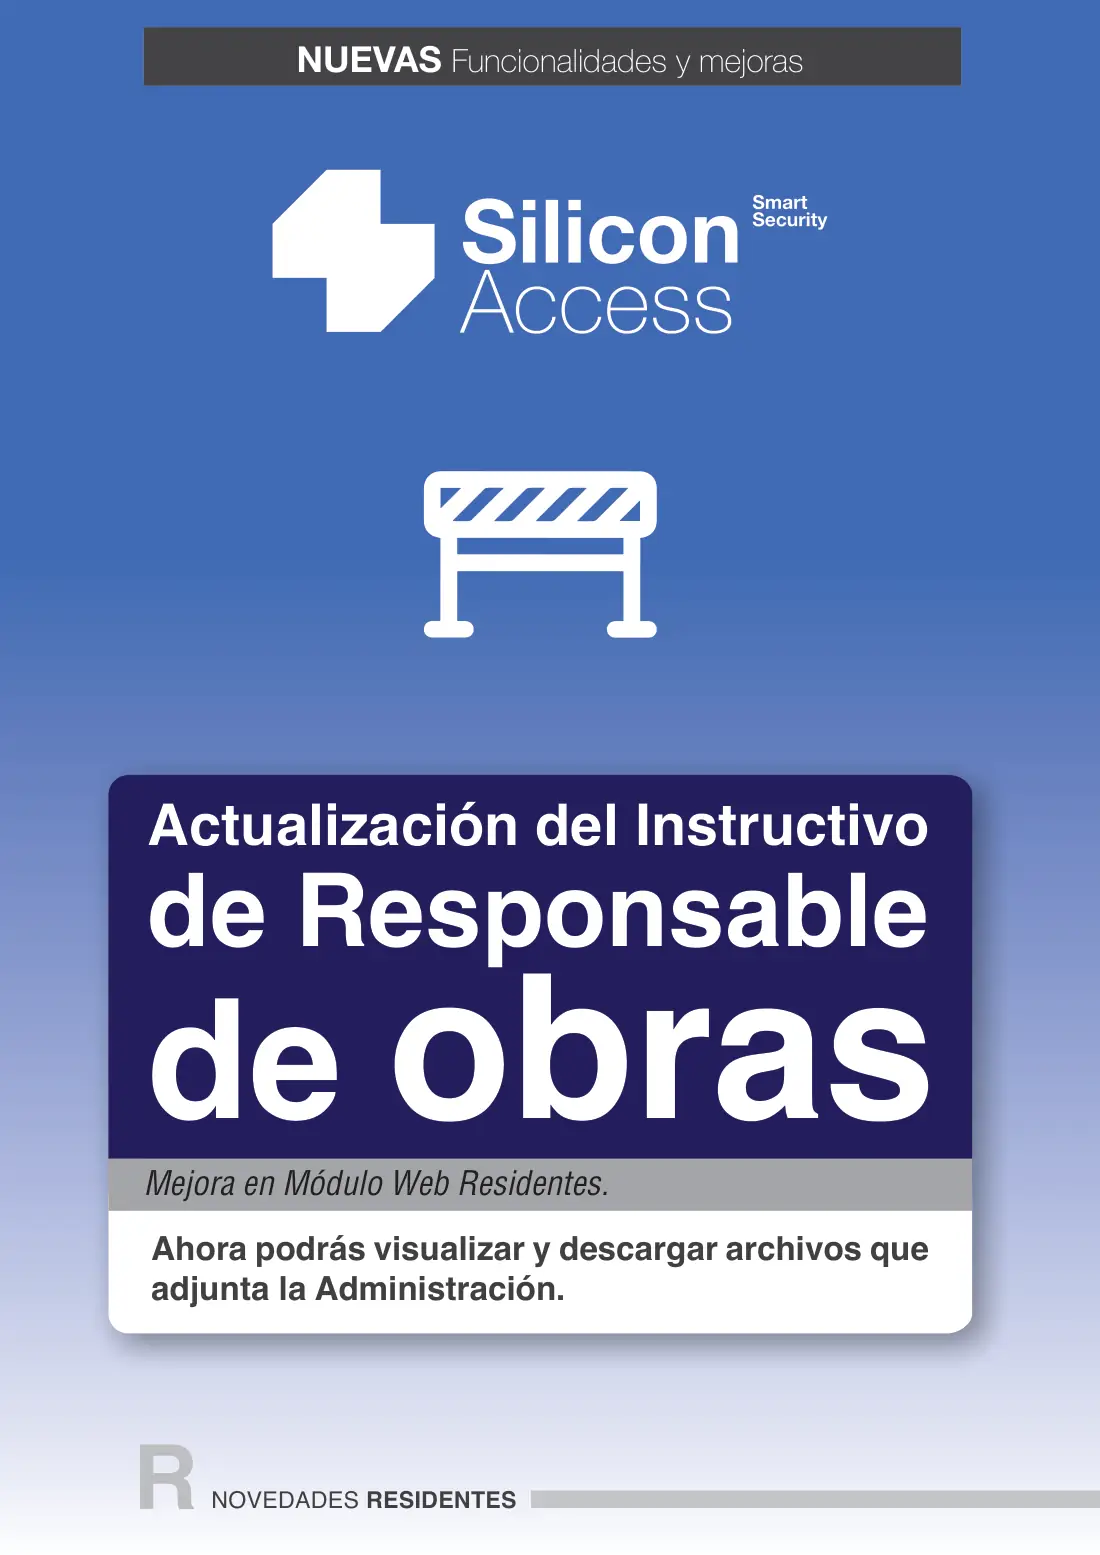 NUEVAS Funcionalidades y mejoras
Silicon
Access
Smart
Security
Actualización del Instructivo
de Responsable
de obras
Mejora en Módulo Web Residentes.
Ahora podrás visualizar y descargar archivos que
adjunta la Administración.
R
NOVEDADES RESIDENTES